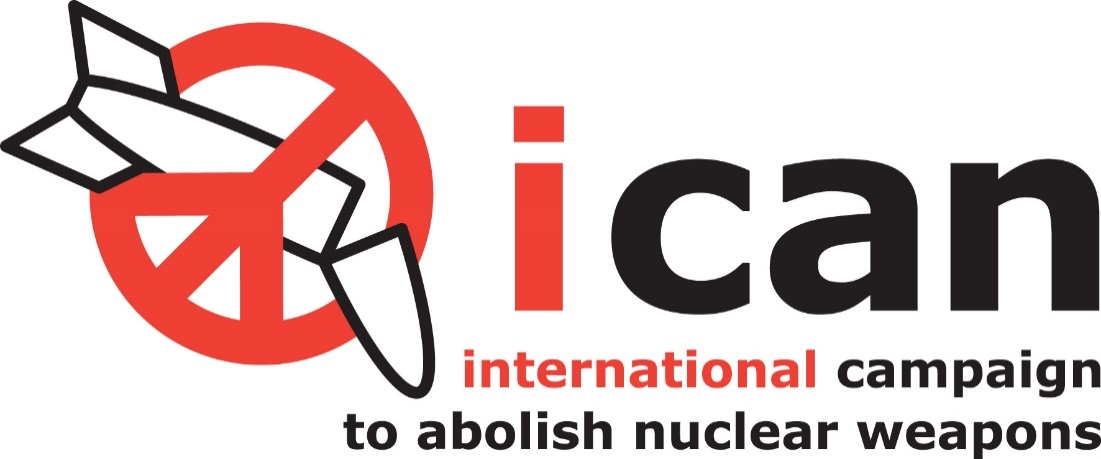 ican
international campaign
to abolish nuclear weapons